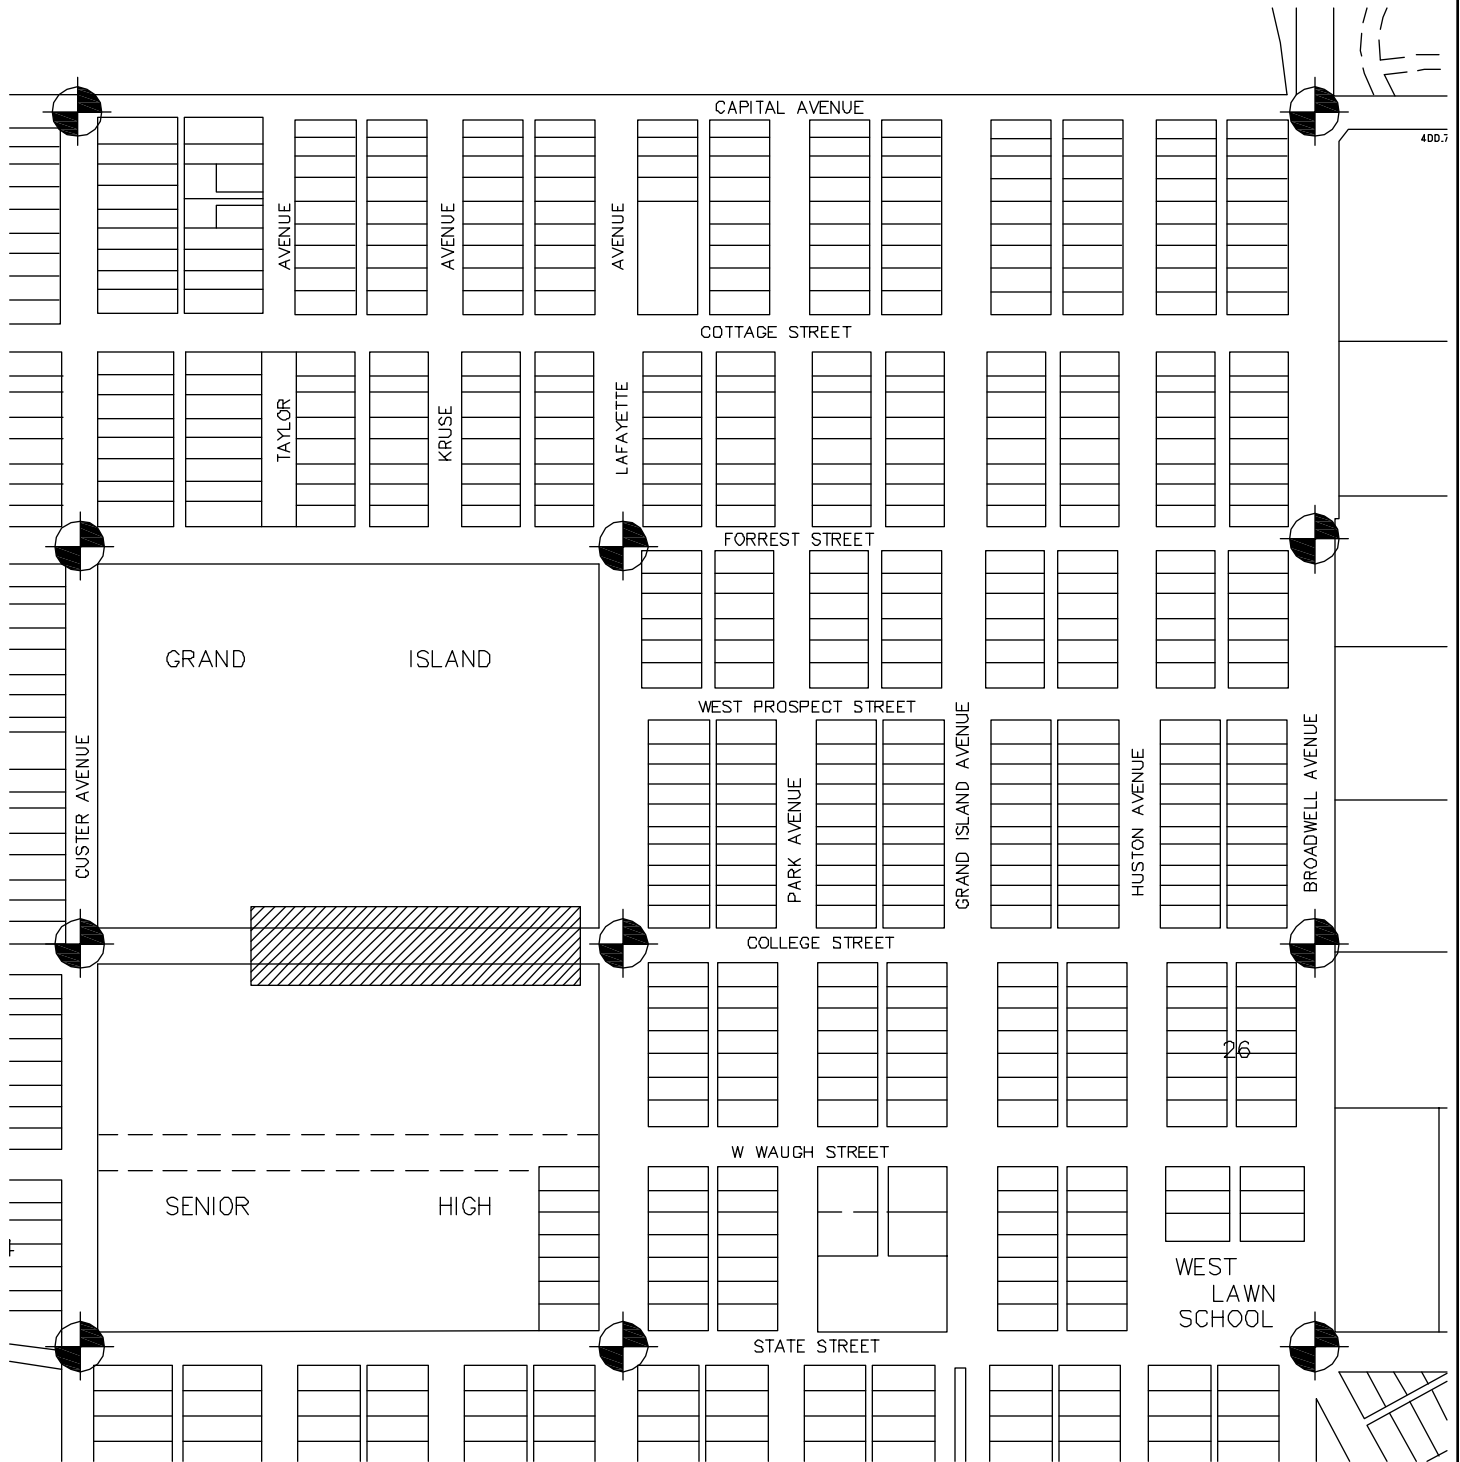 CAPITAL AVENUE
4DD.7
AVENUE
AVENUE
AVENUE
COTTAGE STREET
TAYLOR
KRUSE
LAFAYETTE
FORREST STREET
GRAND ISLAND
WEST PROSPECT STREET
CUSTER AVENUE
PARK AVENUE
GRAND ISLAND AVENUE
HUSTON AVENUE
BROADWELL AVENUE
COLLEGE STREET
26
W WAUGH STREET
SENIOR HIGH
WEST
LAWN
SCHOOL
STATE STREET